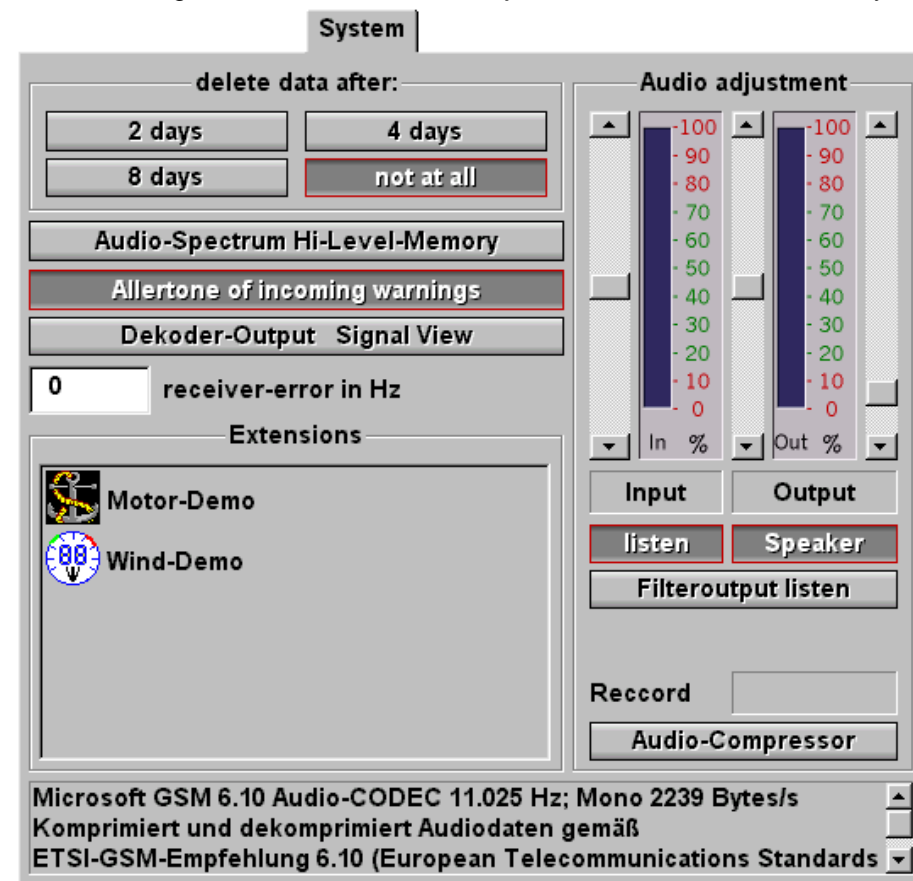 System
delete data after:
2 days
4 days
8 days
not at all
Audio-Spectrum Hi-Level-Memory
Allertone of incoming warnings
Dekoder-Output Signal View
0 receiver-error in Hz
Extensions
Motor-Demo
88 Wind-Demo
Audio adjustment
-100
- 90
- 80
- 70
- 60
- 50
- 40
- 30
- 20
- 10
- 0
In %
-100
- 90
- 80
- 70
- 60
- 50
- 40
- 30
- 20
- 10
- 0
Out %
Input
Output
listen
Speaker
Filteroutput listen
Reccord
Audio-Compressor
Microsoft GSM 6.10 Audio-CODEC 11.025 Hz; Mono 2239 Bytes/s
Komprimiert und dekomprimiert Audiodaten gemäß
ETSI-GSM-Empfehlung 6.10 (European Telecommunications Standards